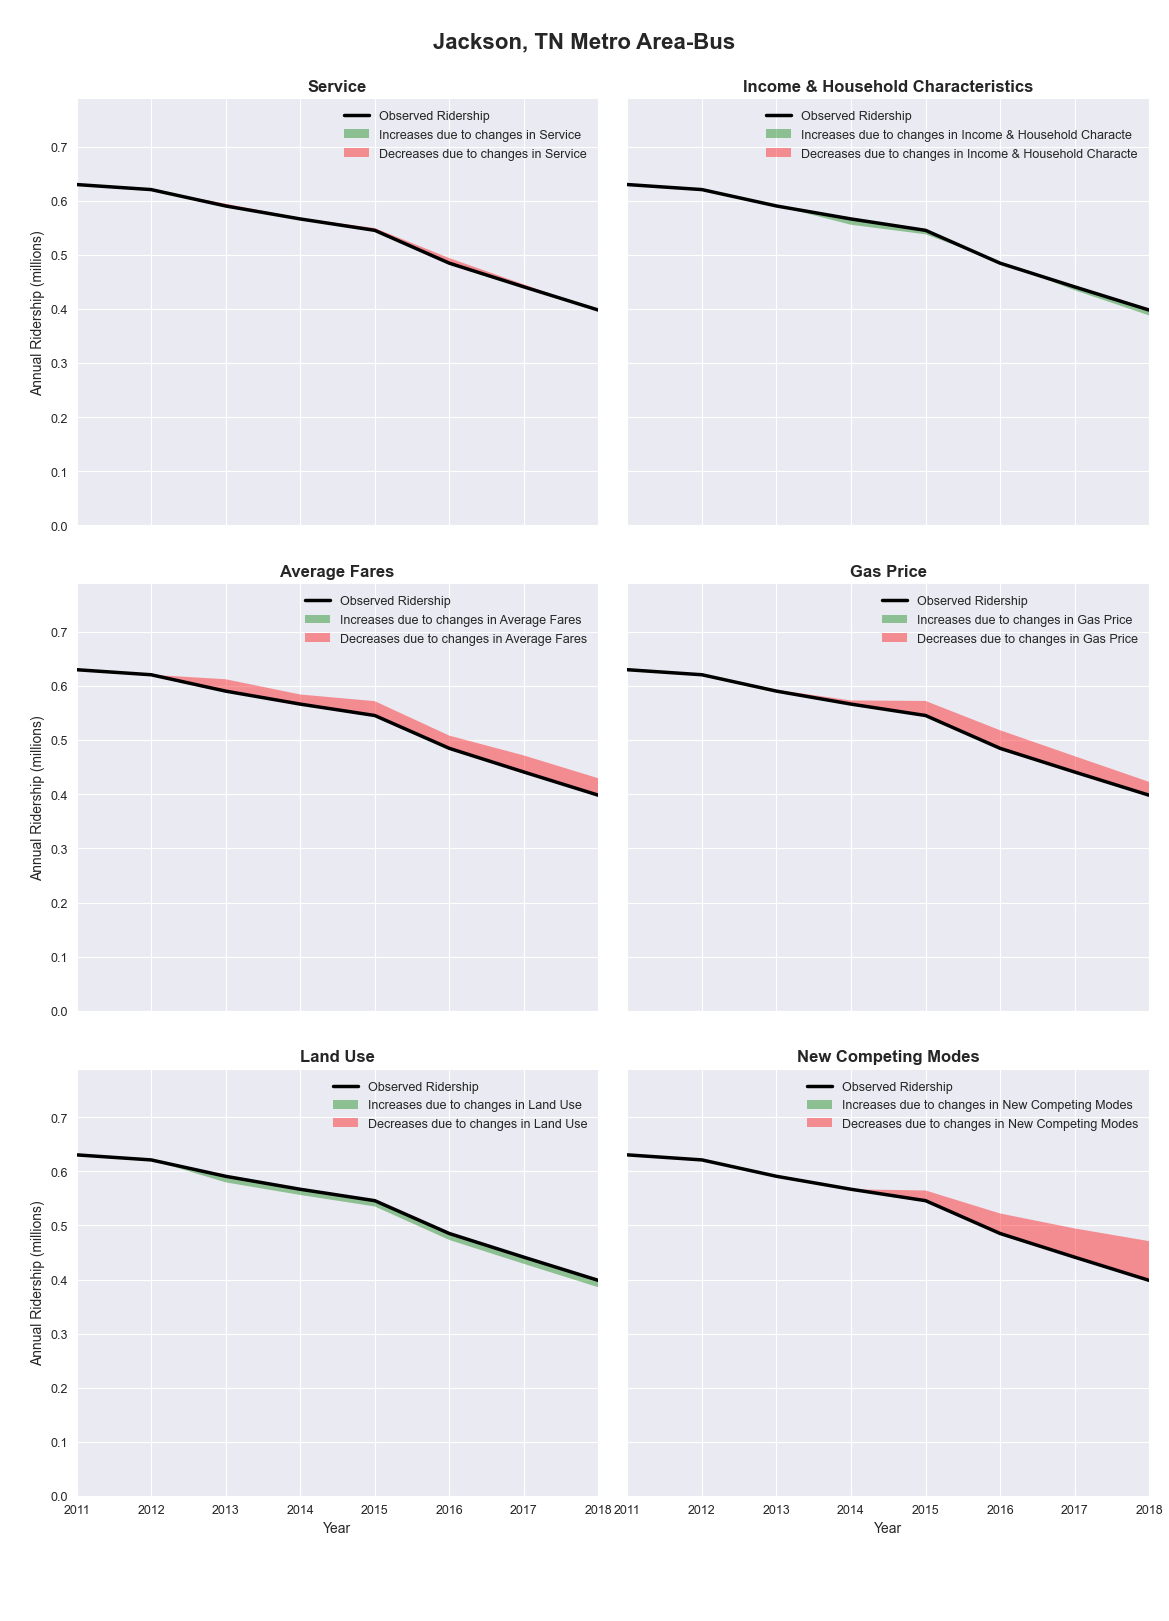 Jackson, TN Metro Area-Bus
Service
Observed Ridership
Increases due to changes in Service
Decreases due to changes in Service
0.7
0.6
0.5
0.4
0.3
0.2
0.1
0.0
Annual Ridership (millions)
Income & Household Characteristics
Observed Ridership
Increases due to changes in Income & Household Characte
Decreases due to changes in Income & Household Characte
Average Fares
Observed Ridership
Increases due to changes in Average Fares
Decreases due to changes in Average Fares
0.7
0.6
0.5
0.4
0.3
0.2
0.1
0.0
Annual Ridership (millions)
Gas Price
Observed Ridership
Increases due to changes in Gas Price
Decreases due to changes in Gas Price
Land Use
Observed Ridership
Increases due to changes in Land Use
Decreases due to changes in Land Use
0.7
0.6
0.5
0.4
0.3
0.2
0.1
0.0
Annual Ridership (millions)
2011 2012 2013 2014 2015 2016 2017 2018
Year
New Competing Modes
Observed Ridership
Increases due to changes in New Competing Modes
Decreases due to changes in New Competing Modes
2011 2012 2013 2014 2015 2016 2017 2018
Year